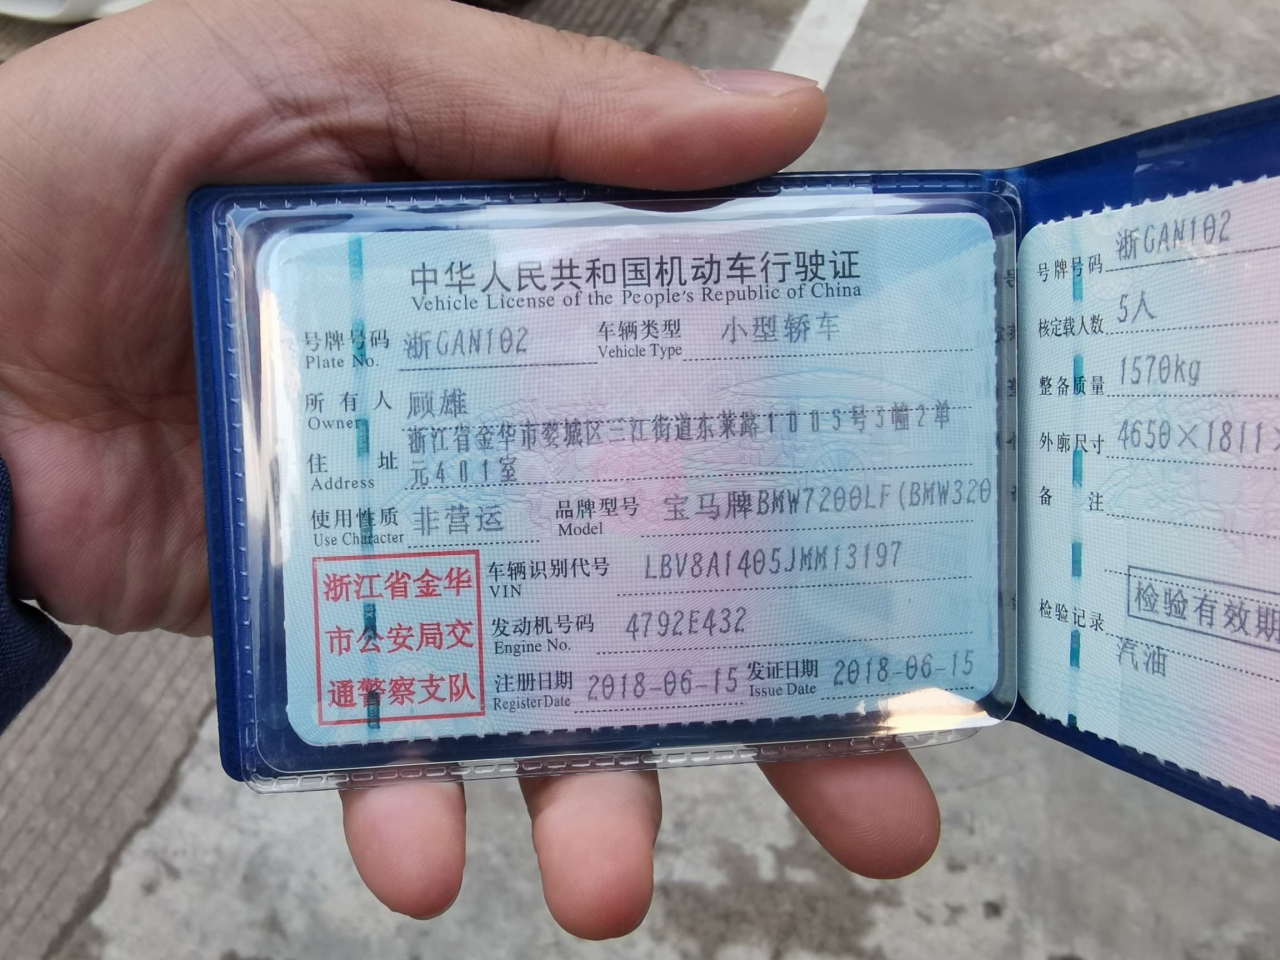 中华人民共和国机动车行驶证
Vehicle License of the People's Republic of China
号牌号码 浙GAN102 车辆类型 小型轿车
Plate No. Vehicle Type
所有人 顾雄
Owner
浙江省金华市婺城区三江街道东莱路1005号3幢2单
住址 元401室
Address
使用性质 非营运 品牌型号 宝马牌BMW7200LF(BMW320
Use Character Model
浙江省金华
市公安局交
通警察支队
车辆识别代号 LBV8A1405JMM13197
VIN
发动机号码 4792E432
Engine No.
注册日期 2018-06-15 发证日期 2018-06-15
Register Date Issue Date
号牌号码 浙GAN102
核定载人数 5人
整备质量 1570kg
外廓尺寸 4650×1811×
备注
检验有效期
检验记录
汽油